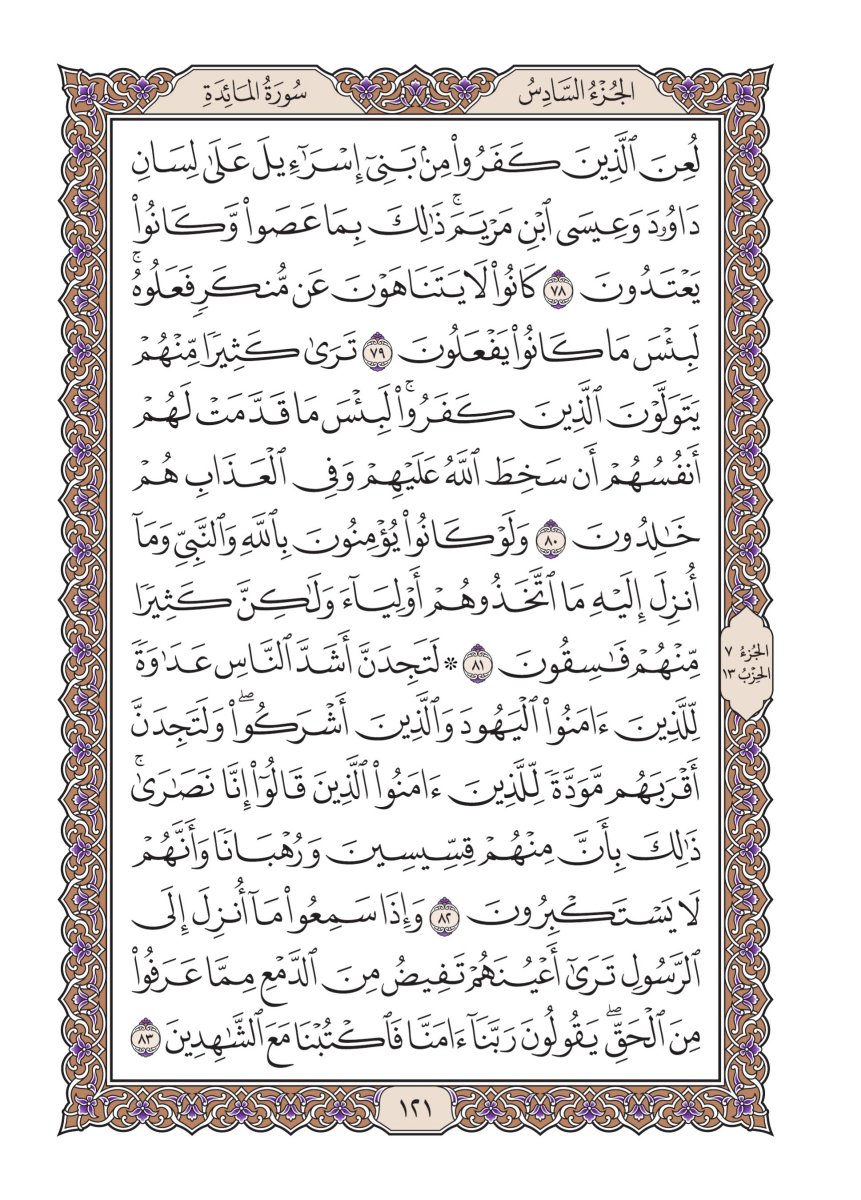 الجُزْءُ السَّادِسُ
سُورَةُ المَائِدَةِ
لُعِنَ ٱلَّذِينَ كَفَرُوا۟ مِنۢ بَنِىٓ إِسْرَٰٓءِيلَ عَلَىٰ لِسَانِ
دَاوُۥدَ وَعِيسَى ٱبْنِ مَرْيَمَ ۚ ذَٰلِكَ بِمَا عَصَوا۟ وَّكَانُوا۟
يَعْتَدُونَ ٧٨ كَانُوا۟ لَا يَتَنَاهَوْنَ عَن مُّنكَرٍ فَعَلُوهُ ۚ
لَبِئْسَ مَا كَانُوا۟ يَفْعَلُونَ ٧٩ تَرَىٰ كَثِيرًا مِّنْهُمْ
يَتَوَلَّوْنَ ٱلَّذِينَ كَفَرُوا۟ ۚ لَبِئْسَ مَا قَدَّمَتْ لَهُمْ
أَنفُسُهُمْ أَن سَخِطَ ٱللَّهُ عَلَيْهِمْ وَفِى ٱلْعَذَابِ هُمْ
خَٰلِدُونَ ٨٠ وَلَوْ كَانُوا۟ يُؤْمِنُونَ بِٱللَّهِ وَٱلنَّبِىِّ وَمَآ
أُنزِلَ إِلَيْهِ مَا ٱتَّخَذُوهُمْ أَوْلِيَآءَ وَلَٰكِنَّ كَثِيرًا
مِّنْهُمْ فَٰسِقُونَ ٨١ ۞ لَتَجِدَنَّ أَشَدَّ ٱلنَّاسِ عَدَٰوَةً
لِّلَّذِينَ ءَامَنُوا۟ ٱلْيَهُودَ وَٱلَّذِينَ أَشْرَكُوا۟ ۖ وَلَتَجِدَنَّ
أَقْرَبَهُم مَّوَدَّةً لِّلَّذِينَ ءَامَنُوا۟ ٱلَّذِينَ قَالُوٓا۟ إِنَّا نَصَٰرَىٰ ۚ
ذَٰلِكَ بِأَنَّ مِنْهُمْ قِسِّيسِينَ وَرُهْبَانًا وَأَنَّهُمْ
لَا يَسْتَكْبِرُونَ ٨٢ وَإِذَا سَمِعُوا۟ مَآ أُنزِلَ إِلَى
ٱلرَّسُولِ تَرَىٰٓ أَعْيُنَهُمْ تَفِيضُ مِنَ ٱلدَّمْعِ مِمَّا عَرَفُوا۟
مِنَ ٱلْحَقِّ ۖ يَقُولُونَ رَبَّنَآ ءَامَنَّا فَٱكْتُبْنَا مَعَ ٱلشَّٰهِدِينَ ٨٣
الجُزءُ ٧
الحِزْبُ ١٣
١٢١